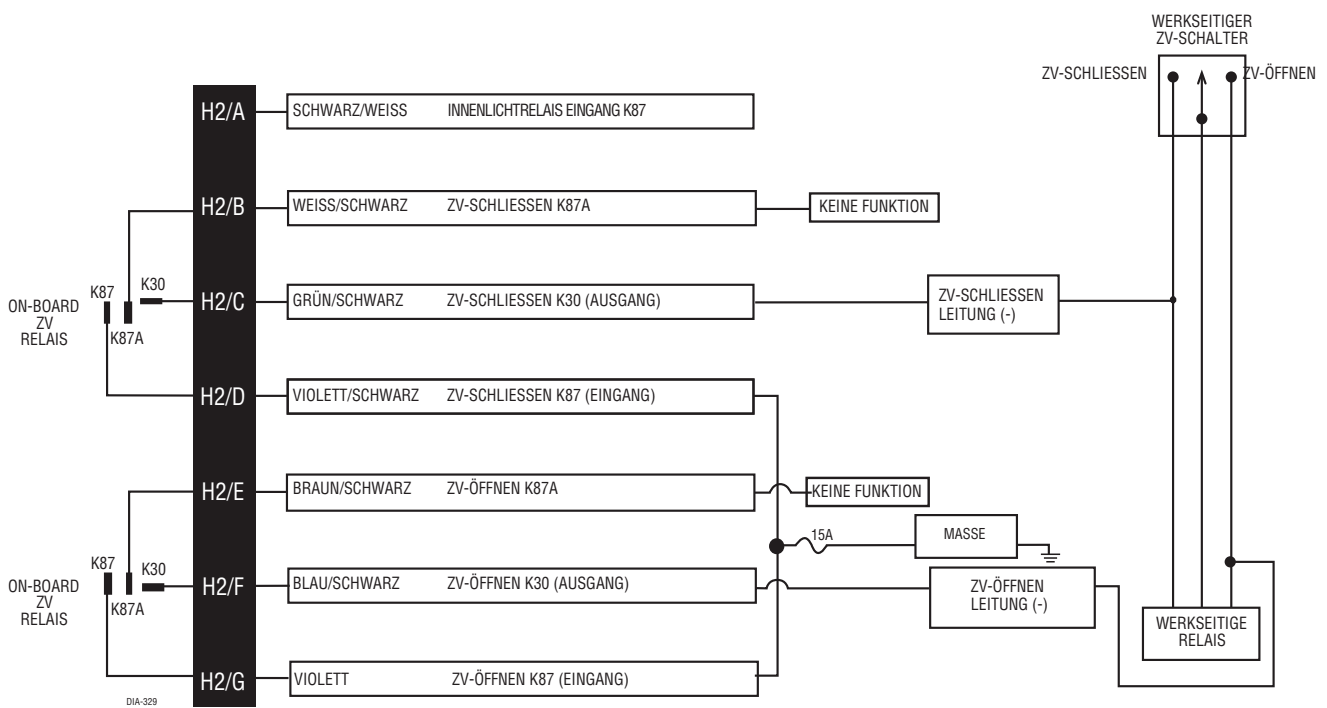 WERKSEITIGER
ZV-SCHALTER
ZV-SCHLIESSEN
ZV-ÖFFNEN
H2/A
SCHWARZ/WEISS INNENLICHTRELAIS EINGANG K87
H2/B
WEISS/SCHWARZ ZV-SCHLIESSEN K87A
KEINE FUNKTION
ON-BOARD
ZV
RELAIS
K87
K30
K87A
H2/C
GRÜN/SCHWARZ ZV-SCHLIESSEN K30 (AUSGANG)
ZV-SCHLIESSEN
LEITUNG (-)
H2/D
VIOLETT/SCHWARZ ZV-SCHLIESSEN K87 (EINGANG)
H2/E
BRAUN/SCHWARZ ZV-ÖFFNEN K87A
KEINE FUNKTION
15A
MASSE
ON-BOARD
ZV
RELAIS
K87
K30
K87A
H2/F
BLAU/SCHWARZ ZV-ÖFFNEN K30 (AUSGANG)
ZV-ÖFFNEN
LEITUNG (-)
WERKSEITIGE
RELAIS
H2/G
VIOLETT ZV-ÖFFNEN K87 (EINGANG)
DIA-329